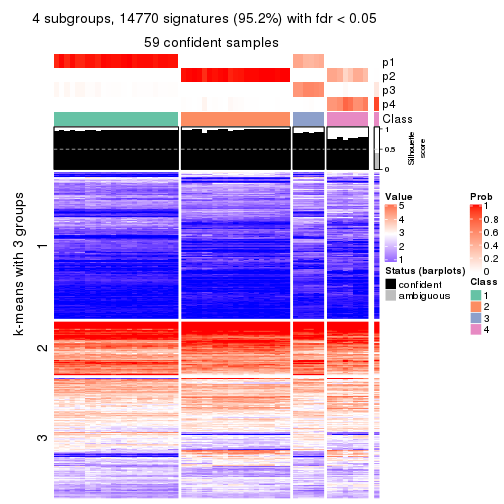 4 subgroups, 14770 signatures (95.2%) with fdr < 0.05
59 confident samples
p1
p2
p3
p4
Class
1
0.5
0
Silhouette
score
k-means with 3 groups
1
2
3
Value
5
4
3
2
1
Status (barplots)
confident
ambiguous
Prob
1
0.8
0.6
0.4
0.2
0
Class
1
2
3
4